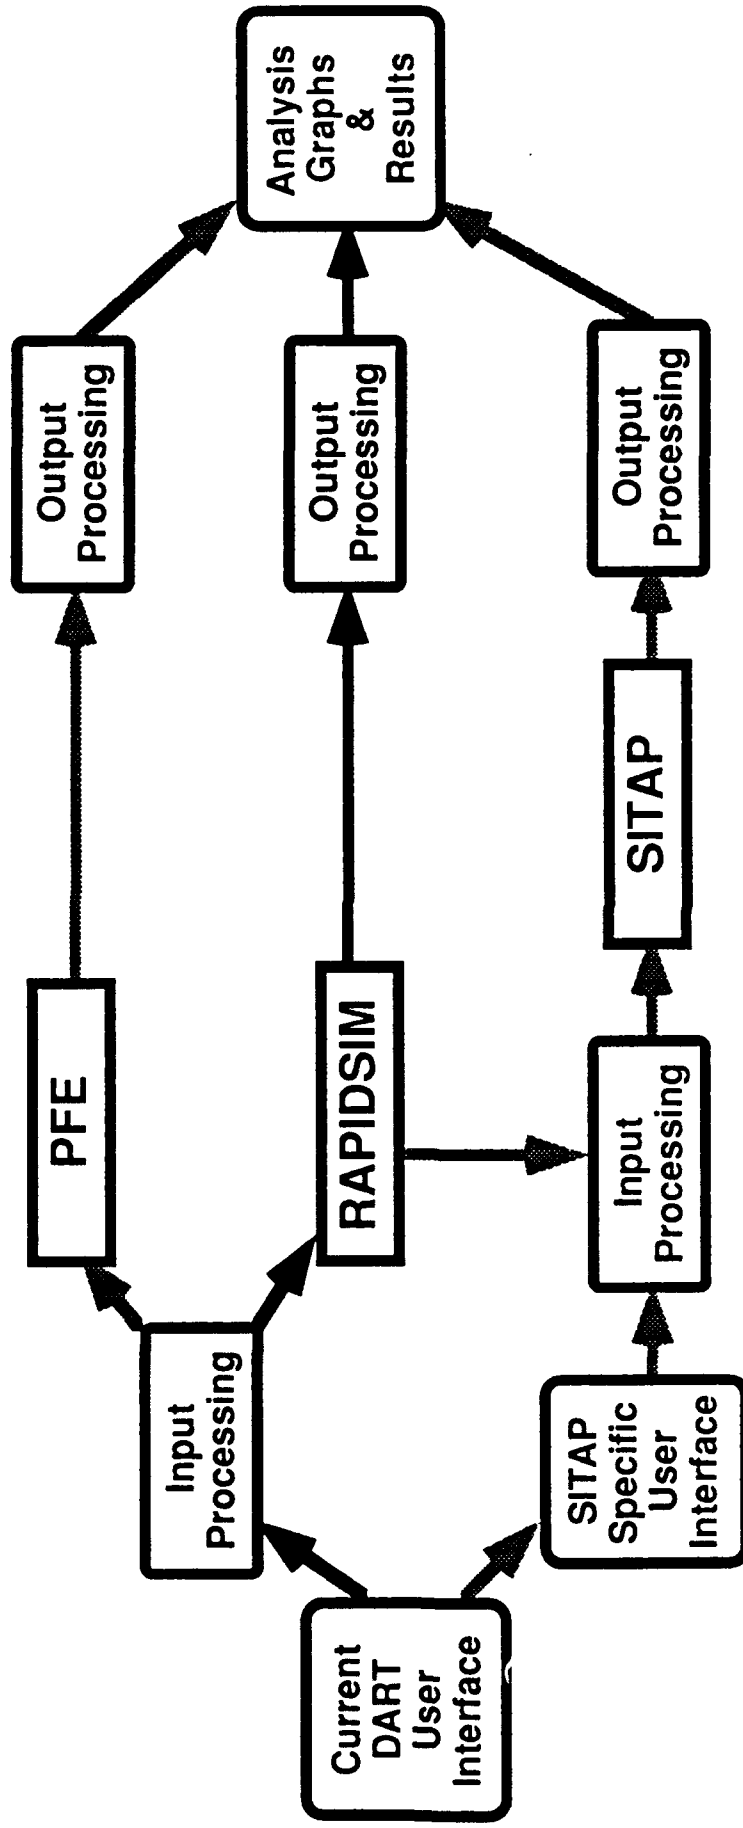 Current
DART
User
Interface
Input
Processing
SITAP
Specific
User
Interface
PFE
RAPIDSIM
Input
Processing
SITAP
Output
Processing
Output
Processing
Output
Processing
Analysis
Graphs
&
Results